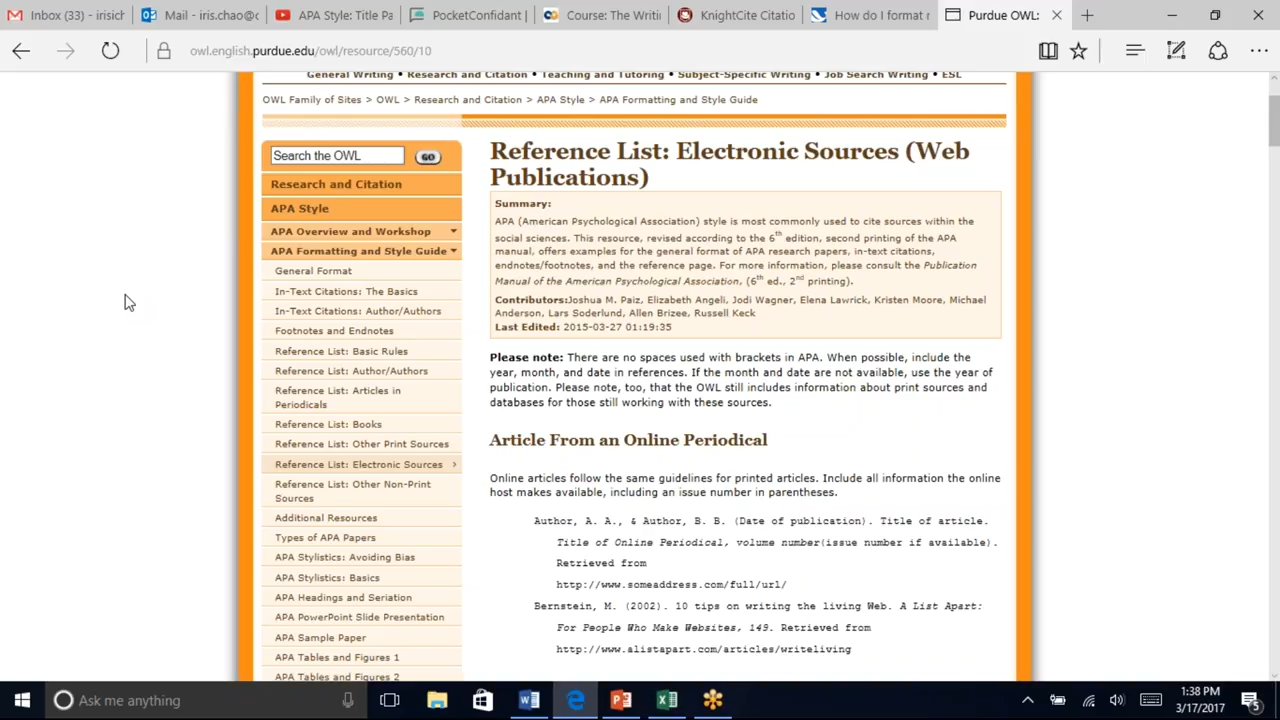 Inbox (33) - irisich
Mail - iris.chao@c
APA Style: Title Pa
PocketConfidant |
Course: The Writi
KnightCite Citatio
How do I format r
Purdue OWL:
owl.english.purdue.edu/owl/resource/560/10
General Writing • Research and Citation • Teaching and Tutoring • Subject-Specific Writing • Job Search Writing • ESL
OWL Family of Sites > OWL > Research and Citation > APA Style > APA Formatting and Style Guide
Search the OWL
GO
Research and Citation
APA Style
APA Overview and Workshop
APA Formatting and Style Guide
General Format
In-Text Citations: The Basics
In-Text Citations: Author/Authors
Footnotes and Endnotes
Reference List: Basic Rules
Reference List: Author/Authors
Reference List: Articles in
Periodicals
Reference List: Books
Reference List: Other Print Sources
Reference List: Electronic Sources >
Reference List: Other Non-Print
Sources
Additional Resources
Types of APA Papers
APA Stylistics: Avoiding Bias
APA Stylistics: Basics
APA Headings and Seriation
APA PowerPoint Slide Presentation
APA Sample Paper
APA Tables and Figures 1
APA Tables and Figures 2
Reference List: Electronic Sources (Web
Publications)
Summary:
APA (American Psychological Association) style is most commonly used to cite sources within the
social sciences. This resource, revised according to the 6th edition, second printing of the APA
manual, offers examples for the general format of APA research papers, in-text citations,
endnotes/footnotes, and the reference page. For more information, please consult the Publication
Manual of the American Psychological Association, (6th ed., 2nd printing).
Contributors:Joshua M. Paiz, Elizabeth Angeli, Jodi Wagner, Elena Lawrick, Kristen Moore, Michael
Anderson, Lars Soderlund, Allen Brizee, Russell Keck
Last Edited: 2015-03-27 01:19:35
Please note: There are no spaces used with brackets in APA. When possible, include the
year, month, and date in references. If the month and date are not available, use the year of
publication. Please note, too, that the OWL still includes information about print sources and
databases for those still working with these sources.
Article From an Online Periodical
Online articles follow the same guidelines for printed articles. Include all information the online
host makes available, including an issue number in parentheses.
Author, A. A., & Author, B. B. (Date of publication). Title of article.
Title of Online Periodical, volume number(issue number if available).
Retrieved from
http://www.someaddress.com/full/url/
Bernstein, M. (2002). 10 tips on writing the living Web. A List Apart:
For People Who Make Websites, 149. Retrieved from
http://www.alistapart.com/articles/writeliving
Ask me anything
1:38 PM
3/17/2017
5